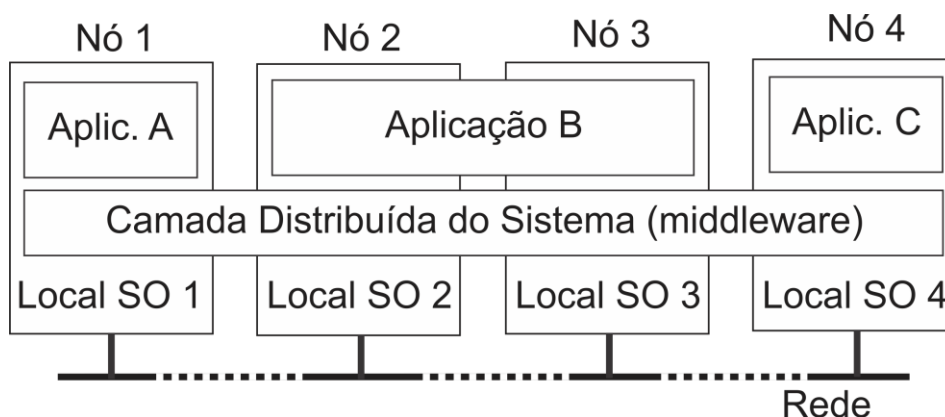 Nó 1
Nó 2
Nó 3
Nó 4
Aplic. A
Aplicação B
Aplic. C
Camada Distribuída do Sistema (middleware)
Local SO 1
Local SO 2
Local SO 3
Local SO 4
Rede